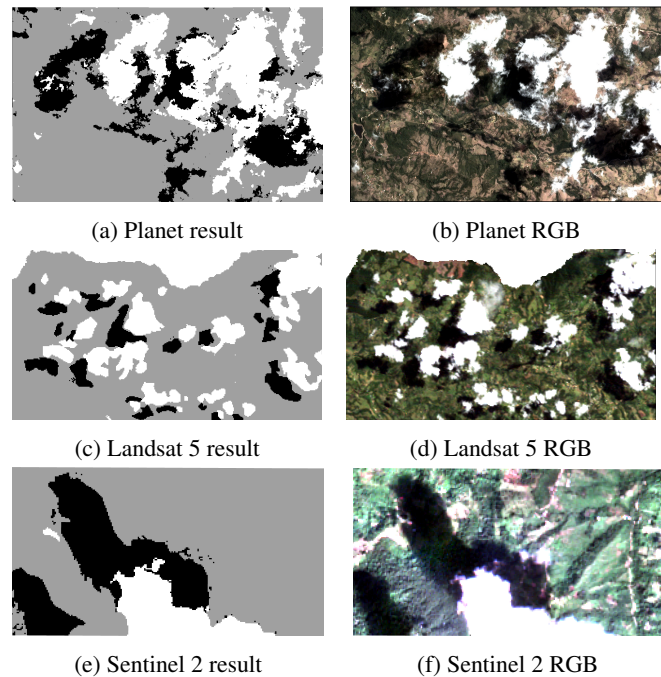 (a) Planet result
(b) Planet RGB
(c) Landsat 5 result
(d) Landsat 5 RGB
(e) Sentinel 2 result
(f) Sentinel 2 RGB